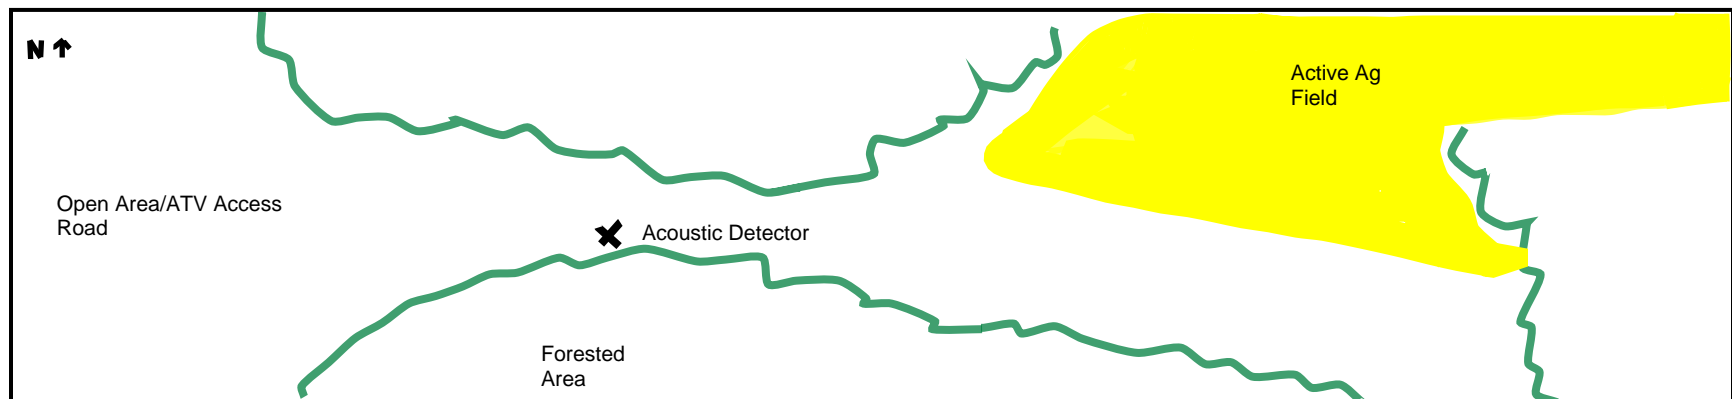 N ↑
Active Ag
Field
Open Area/ATV Access
Road
Acoustic Detector
Forested
Area